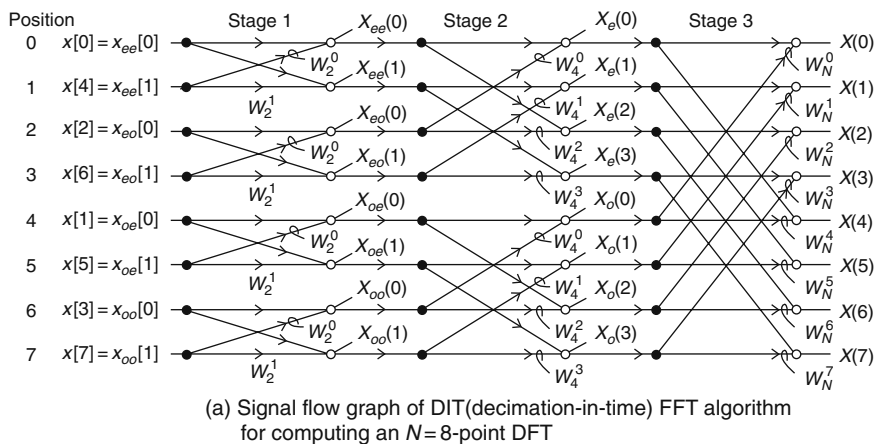 Position Stage 1 Stage 2 Stage 3
0 x[0] = x_ee[0] X_ee(0) X_e(0) X(0)
W_2^0 W_4^0 W_N^0
1 x[4] = x_ee[1] X_ee(1) X_e(1) X(1)
W_2^1 W_4^1 W_N^1
2 x[2] = x_eo[0] X_eo(0) X_e(2) X(2)
W_2^0 W_4^2 W_N^2
3 x[6] = x_eo[1] X_eo(1) X_e(3) X(3)
W_2^1 W_4^3 W_N^3
4 x[1] = x_oe[0] X_oe(0) X_o(0) X(4)
W_2^0 W_4^0 W_N^4
5 x[5] = x_oe[1] X_oe(1) X_o(1) X(5)
W_2^1 W_4^1 W_N^5
6 x[3] = x_oo[0] X_oo(0) X_o(2) X(6)
W_2^0 W_4^2 W_N^6
7 x[7] = x_oo[1] X_oo(1) X_o(3) X(7)
W_2^1 W_4^3 W_N^7
(a) Signal flow graph of DIT(decimation-in-time) FFT algorithm
for computing an N = 8-point DFT